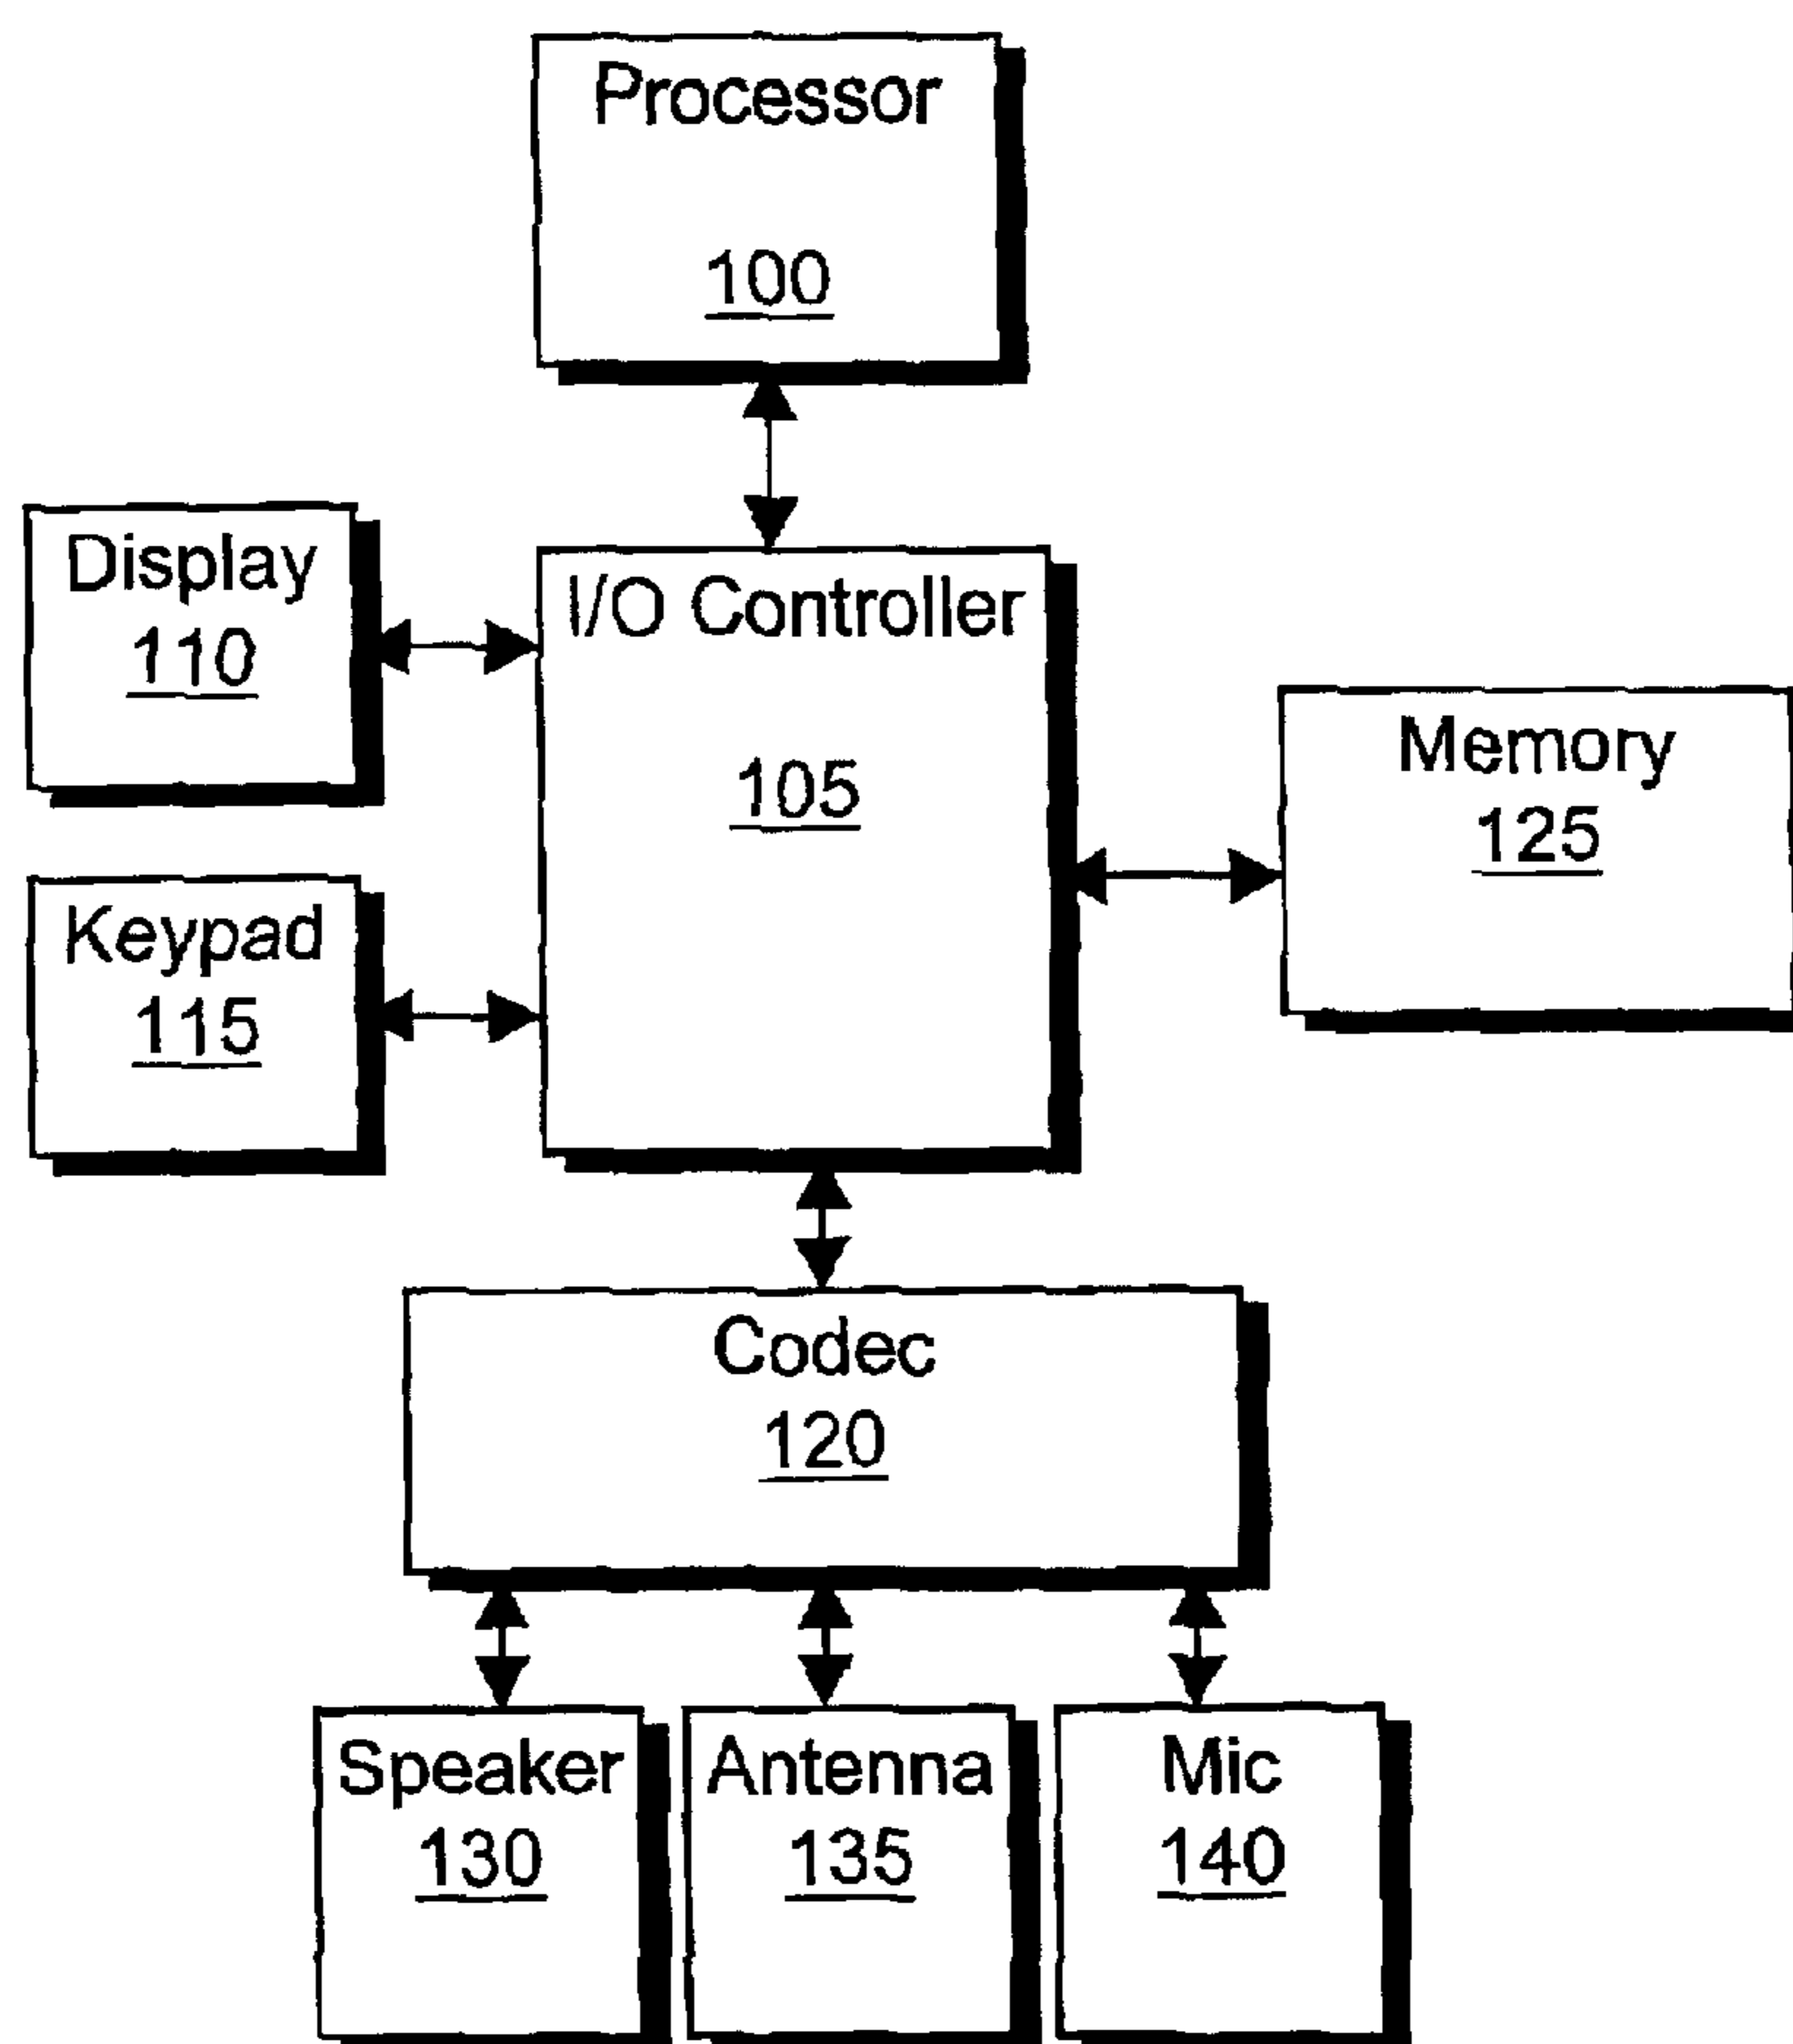 Processor
100
Display
110
I/O Controller
105
Memory
125
Keypad
115
Codec
120
Speaker
130
Antenna
135
Mic
140